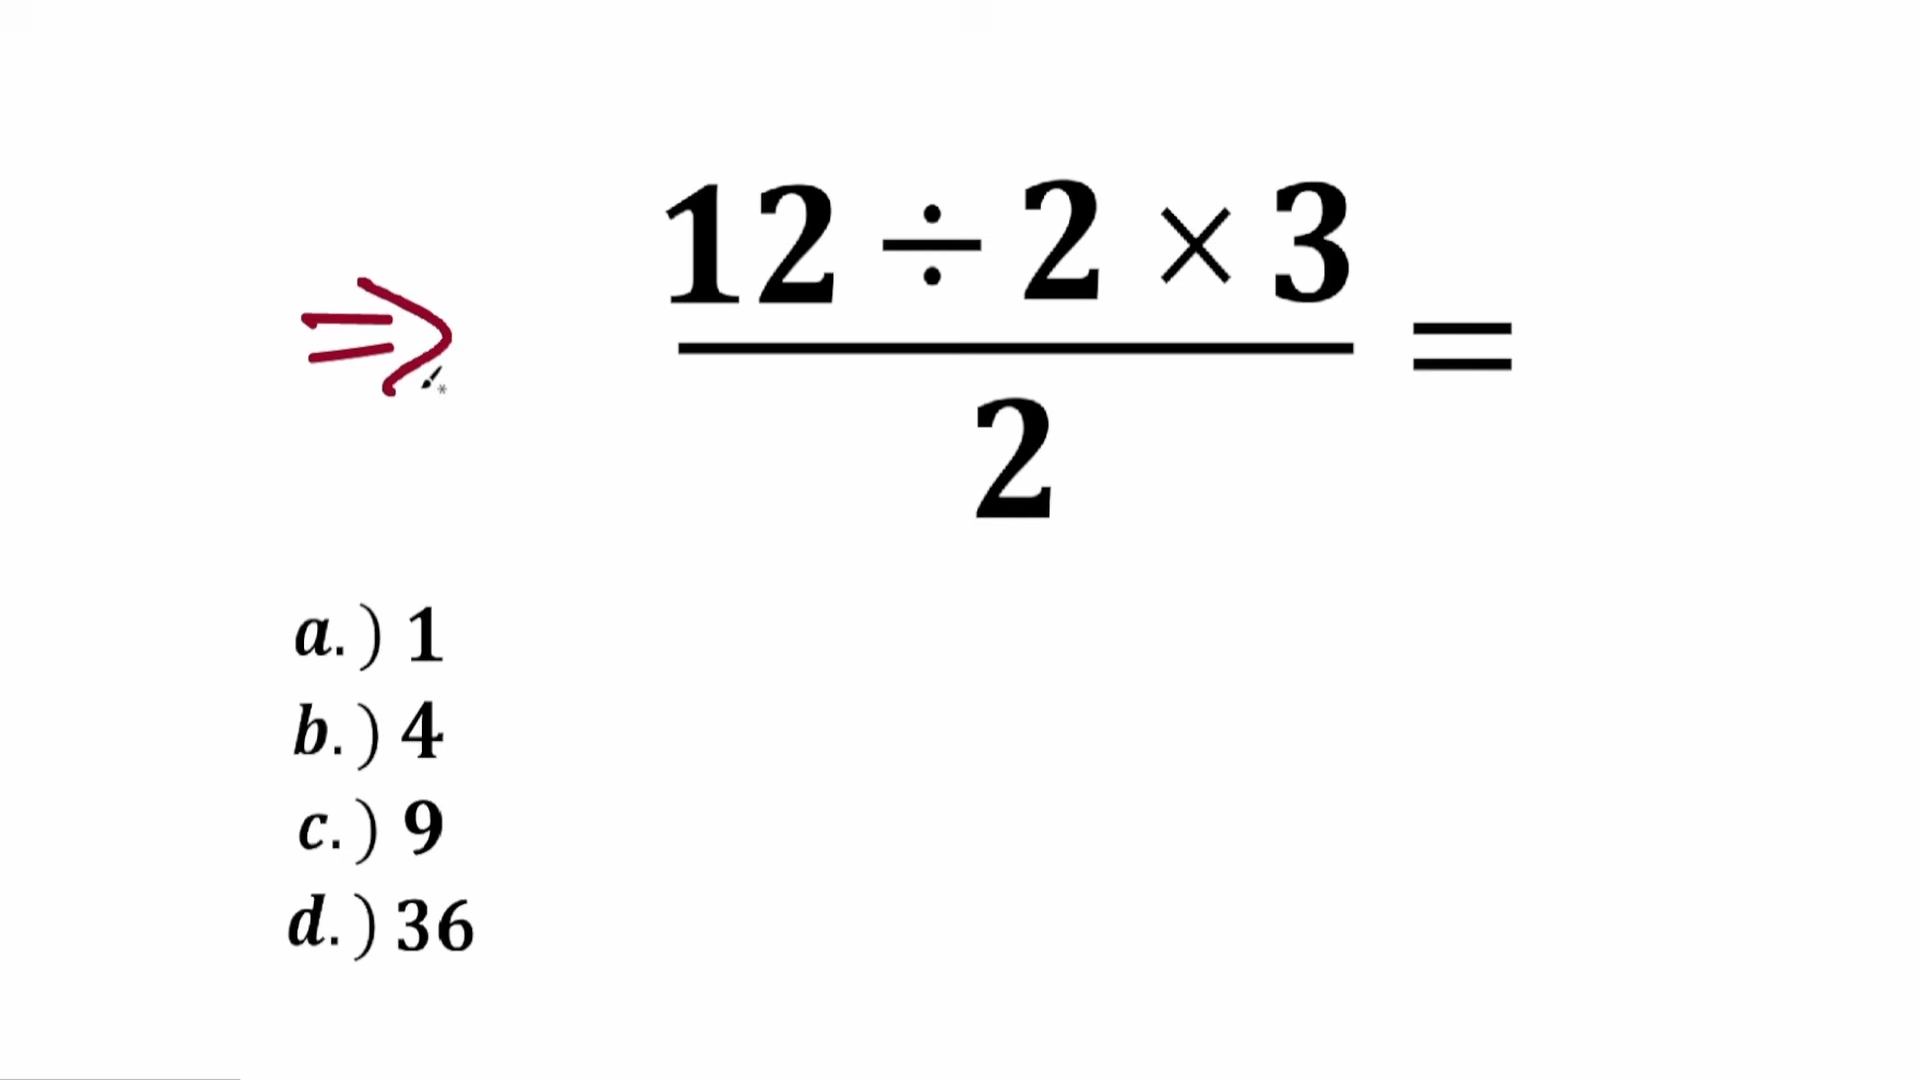 12 ÷ 2 × 3
⇒ ―――――― =
2
a.) 1
b.) 4
c.) 9
d.) 36